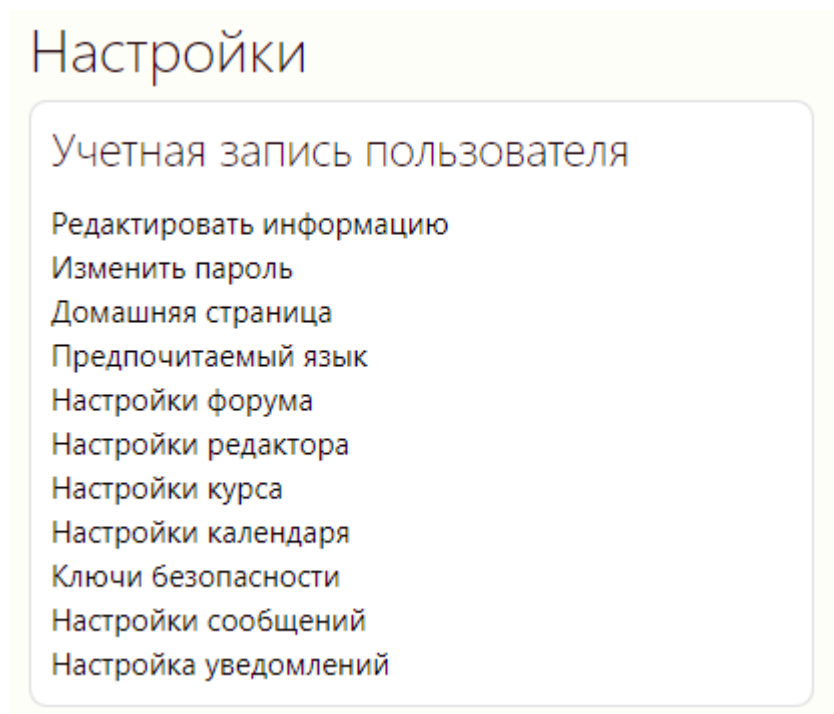 Настройки
Учетная запись пользователя
Редактировать информацию
Изменить пароль
Домашняя страница
Предпочитаемый язык
Настройки форума
Настройки редактора
Настройки курса
Настройки календаря
Ключи безопасности
Настройки сообщений
Настройка уведомлений